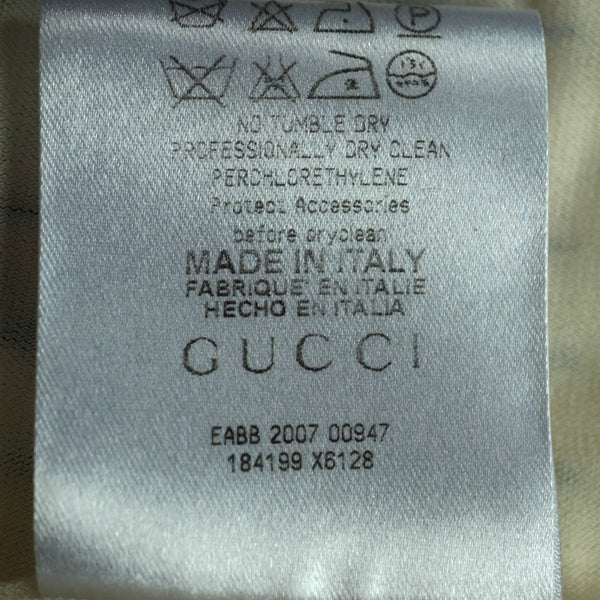 P
NO TUMBLE DRY
PROFESSIONALLY DRY CLEAN
PERCHLORETHYLENE
Protect Accessories
before dryclean
MADE IN ITALY
FABRIQUE' EN ITALIE
HECHO EN ITALIA
GUCCI
EABB 2007 00947
184199 X6128